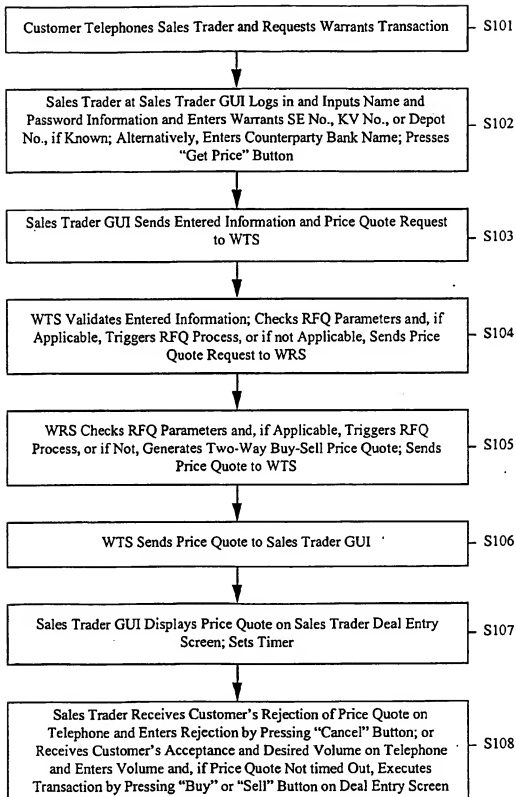 Customer Telephones Sales Trader and Requests Warrants Transaction
S101
Sales Trader at Sales Trader GUI Logs in and Inputs Name and
Password Information and Enters Warrants SE No., KV No., or Depot
No., if Known; Alternatively, Enters Counterparty Bank Name; Presses
“Get Price” Button
S102
Sales Trader GUI Sends Entered Information and Price Quote Request
to WTS
S103
WTS Validates Entered Information; Checks RFQ Parameters and, if
Applicable, Triggers RFQ Process, or if not Applicable, Sends Price
Quote Request to WRS
S104
WRS Checks RFQ Parameters and, if Applicable, Triggers RFQ
Process, or if Not, Generates Two-Way Buy-Sell Price Quote; Sends
Price Quote to WTS
S105
WTS Sends Price Quote to Sales Trader GUI
S106
Sales Trader GUI Displays Price Quote on Sales Trader Deal Entry
Screen; Sets Timer
S107
Sales Trader Receives Customer's Rejection of Price Quote on
Telephone and Enters Rejection by Pressing “Cancel” Button; or
Receives Customer's Acceptance and Desired Volume on Telephone
and Enters Volume and, if Price Quote Not timed Out, Executes
Transaction by Pressing “Buy” or “Sell” Button on Deal Entry Screen
S108